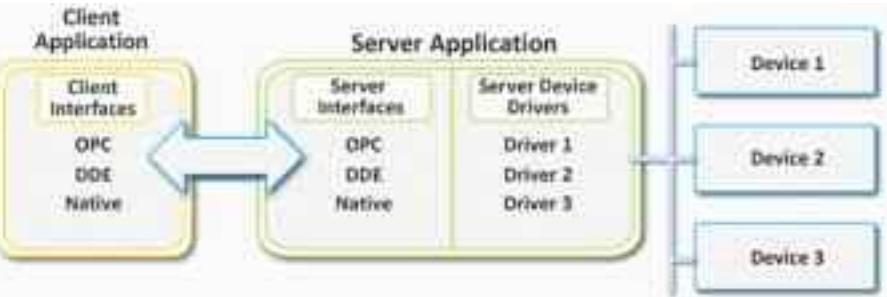 Client
Application
Client
Interfaces
OPC
DDE
Native
Server Application
Server
Interfaces
OPC
DDE
Native
Server Device
Drivers
Driver 1
Driver 2
Driver 3
Device 1
Device 2
Device 3